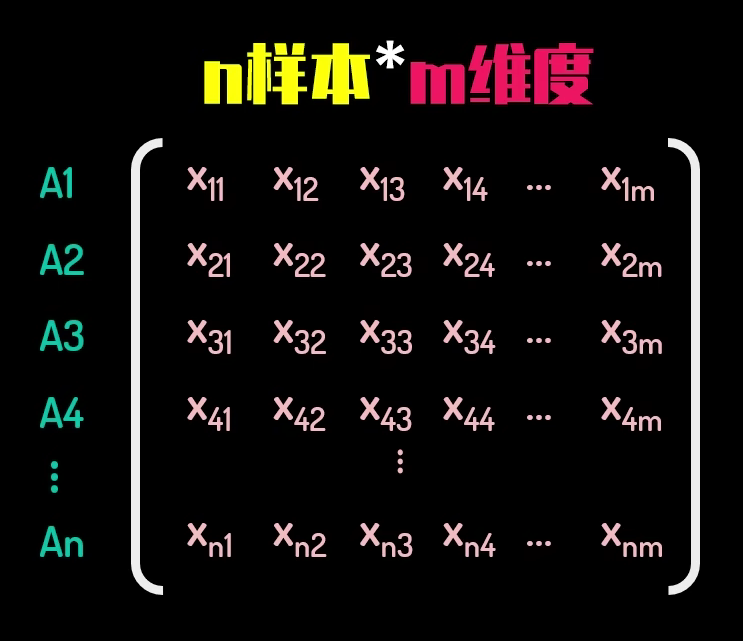 n样本*m维度
A1 x11 x12 x13 x14 ... x1m
A2 x21 x22 x23 x24 ... x2m
A3 x31 x32 x33 x34 ... x3m
A4 x41 x42 x43 x44 ... x4m
⋮ ⋮
An xn1 xn2 xn3 xn4 ... xnm